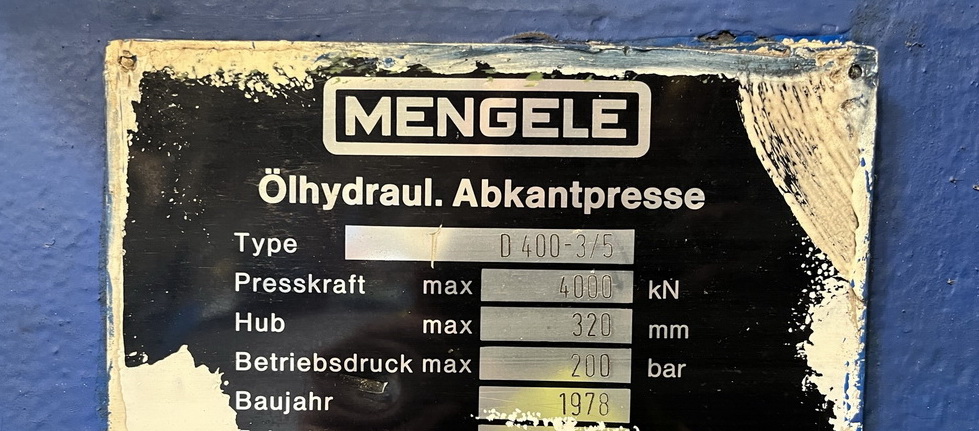 MENGELE
Ölhydraul. Abkantpresse
Type D 400-3/5
Presskraft max 4000 kN
Hub max 320 mm
Betriebsdruck max 200 bar
Baujahr 1978